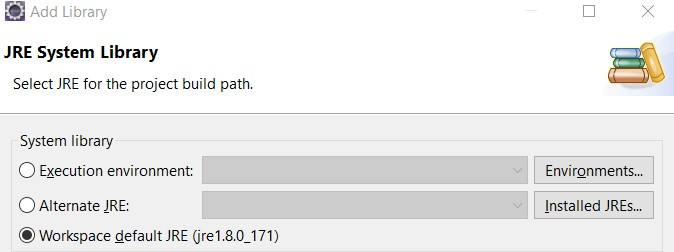 Add Library
JRE System Library
Select JRE for the project build path.
System library
Execution environment:
Environments...
Alternate JRE:
Installed JREs...
Workspace default JRE (jre1.8.0_171)